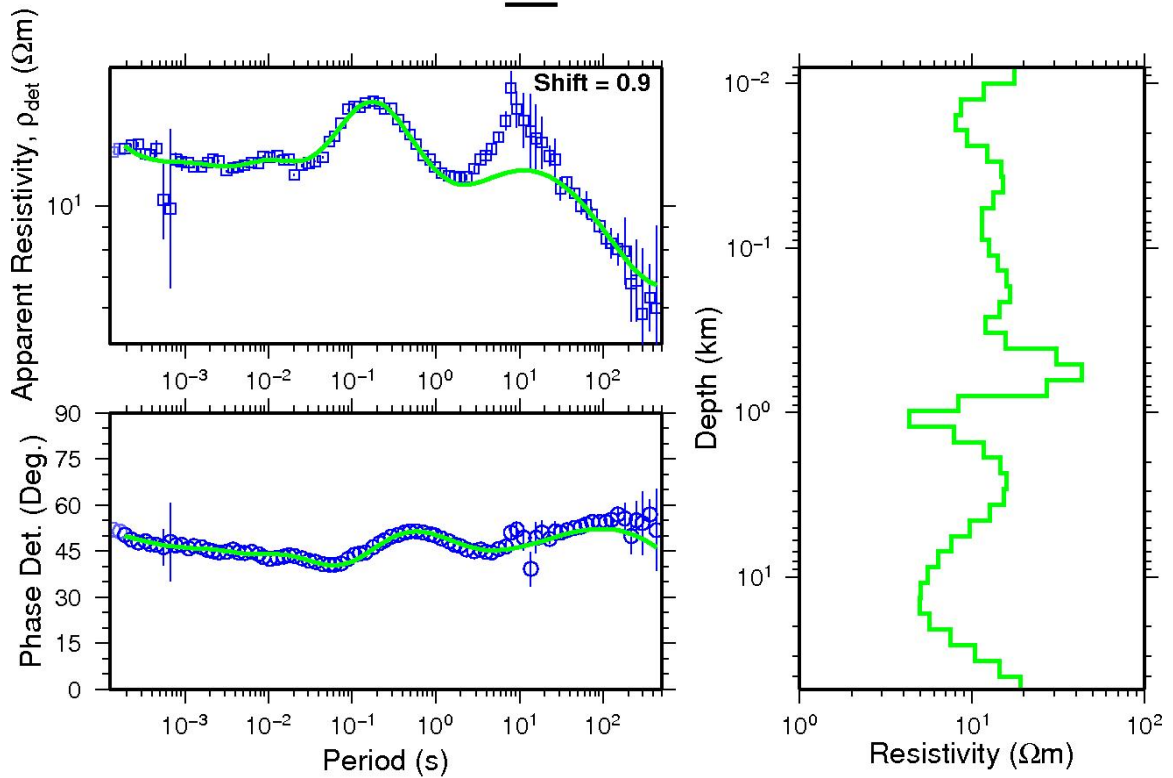 Apparent Resistivity, ρdet (Ωm)
Shift = 0.9
10¹
10⁻³ 10⁻² 10⁻¹ 10⁰ 10¹ 10²
Phase Det. (Deg.)
90
75
60
45
30
15
0
10⁻³ 10⁻² 10⁻¹ 10⁰ 10¹ 10²
Period (s)
Depth (km)
10⁻²
10⁻¹
10⁰
10¹
10⁰ 10¹ 10²
Resistivity (Ωm)